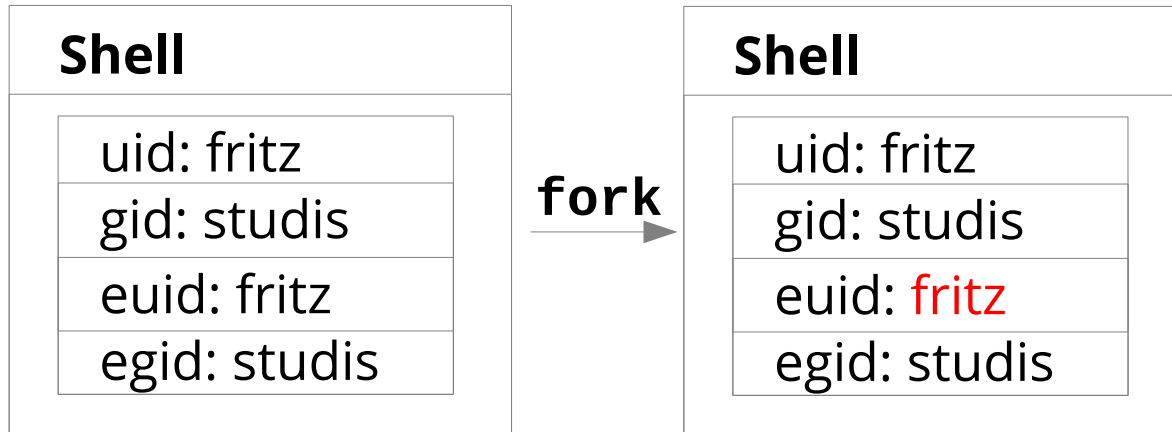 Shell
uid: fritz
gid: studis
euid: fritz
egid: studis
fork
Shell
uid: fritz
gid: studis
euid: fritz
egid: studis